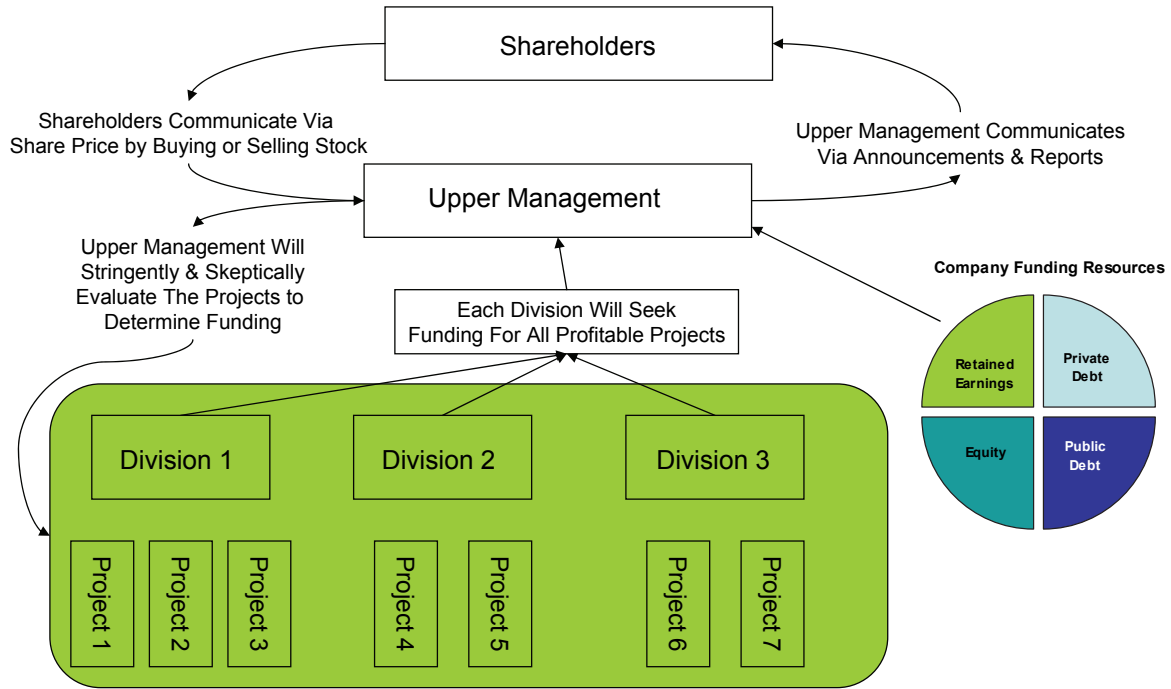 Shareholders
Shareholders Communicate Via
Share Price by Buying or Selling Stock
Upper Management Communicates
Via Announcements & Reports
Upper Management
Upper Management Will
Stringently & Skeptically
Evaluate The Projects to
Determine Funding
Each Division Will Seek
Funding For All Profitable Projects
Company Funding Resources
Retained
Earnings
Private
Debt
Equity
Public
Debt
Division 1
Division 2
Division 3
Project 1
Project 2
Project 3
Project 4
Project 5
Project 6
Project 7